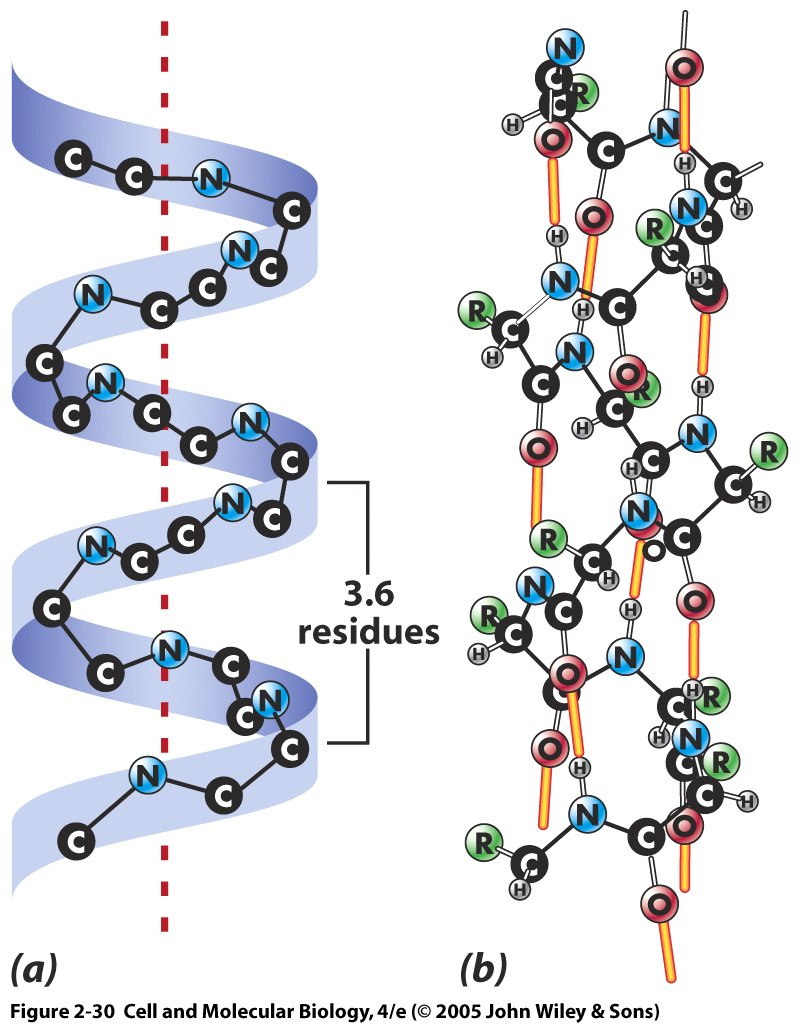 C C N C
C N C C N
C C N C C N C
C N C C N
C C N C C N C
C N C
3.6
residues
(a)
N O
C R
H C
O C N
H C
N H
O R C
H C H
N C O
R H C
H C N
C O R
H C H
O C N R
H C C H
N C
R C O
N H
R C H O
H C N
O C H
C R
O H N
H C R
N C H
R C O
C H
O
(b)
Figure 2-30 Cell and Molecular Biology, 4/e (© 2005 John Wiley & Sons)